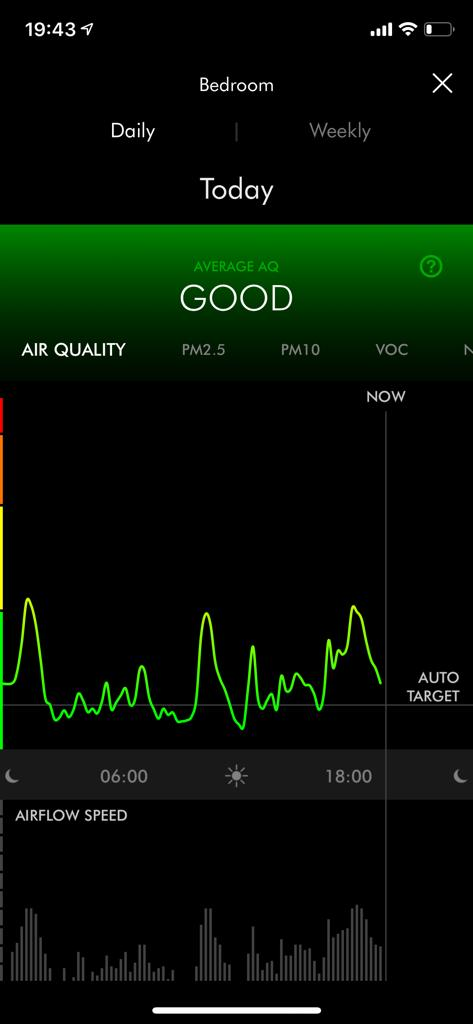 19:43
Bedroom
Daily | Weekly
Today
AVERAGE AQ
GOOD
AIR QUALITY PM2.5 PM10 VOC N
NOW
AUTO
TARGET
06:00 18:00
AIRFLOW SPEED